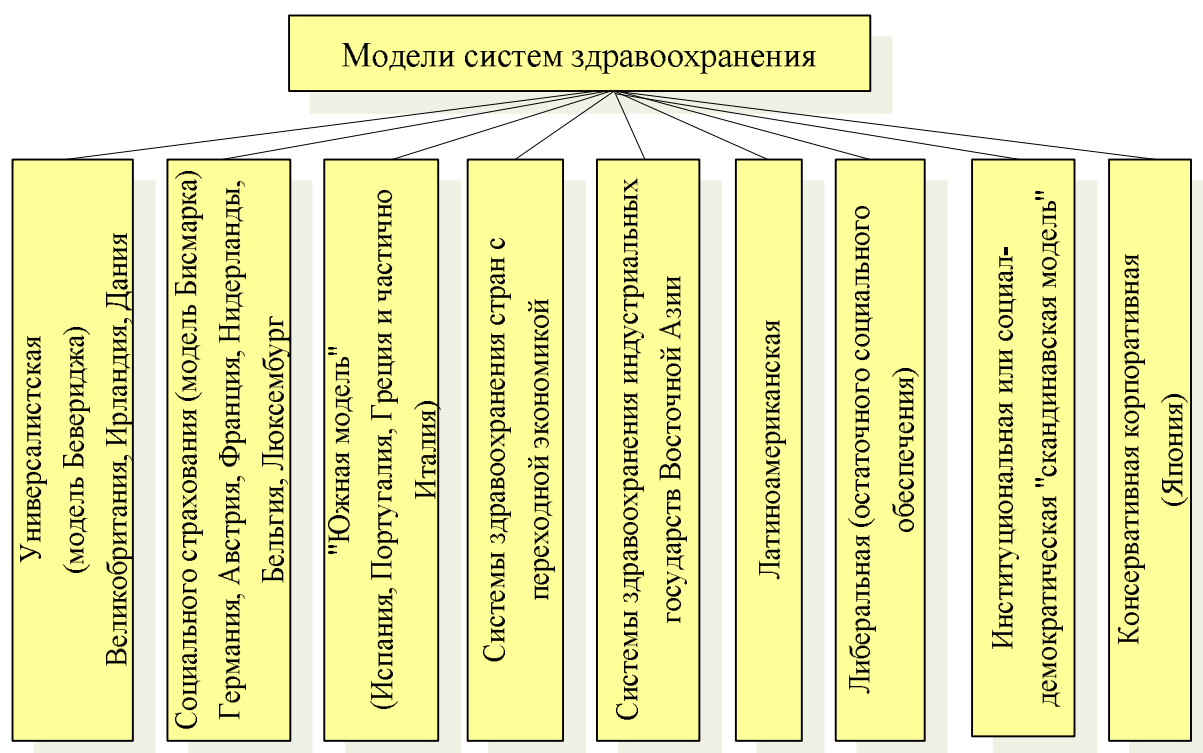 Модели систем здравоохранения
Универсалистская
(модель Бевериджа)
Великобритания, Ирландия, Дания
Социального страхования (модель Бисмарка)
Германия, Австрия, Франция, Нидерланды,
Бельгия, Люксембург
"Южная модель"
(Испания, Португалия, Греция и частично
Италия)
Системы здравоохранения стран с
переходной экономикой
Системы здравоохранения индустриальных
государств Восточной Азии
Латиноамериканская
Либеральная (остаточного социального
обеспечения)
Институциональная или социал-
демократическая "скандинавская модель"
Консервативная корпоративная
(Япония)